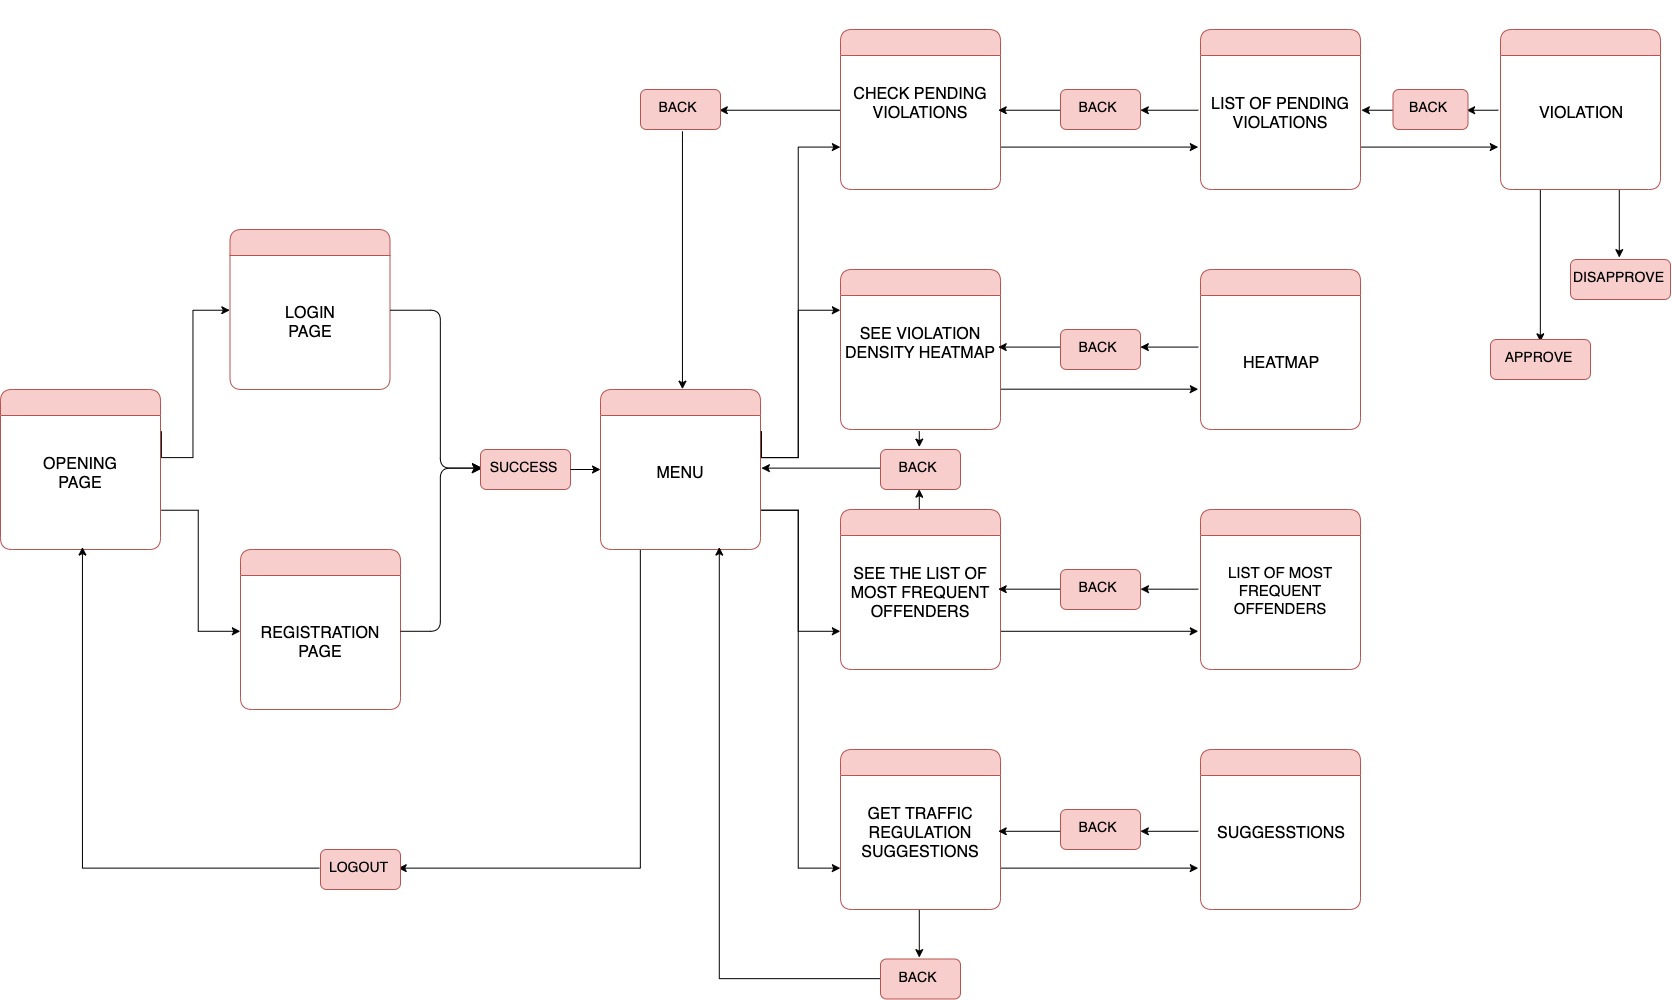 CHECK PENDING
VIOLATIONS
BACK
BACK
LIST OF PENDING
VIOLATIONS
BACK
VIOLATION
DISAPPROVE
APPROVE
LOGIN
PAGE
SEE VIOLATION
DENSITY HEATMAP
BACK
HEATMAP
OPENING
PAGE
SUCCESS
MENU
BACK
REGISTRATION
PAGE
SEE THE LIST OF
MOST FREQUENT
OFFENDERS
BACK
LIST OF MOST
FREQUENT
OFFENDERS
GET TRAFFIC
REGULATION
SUGGESTIONS
BACK
SUGGESSTIONS
LOGOUT
BACK